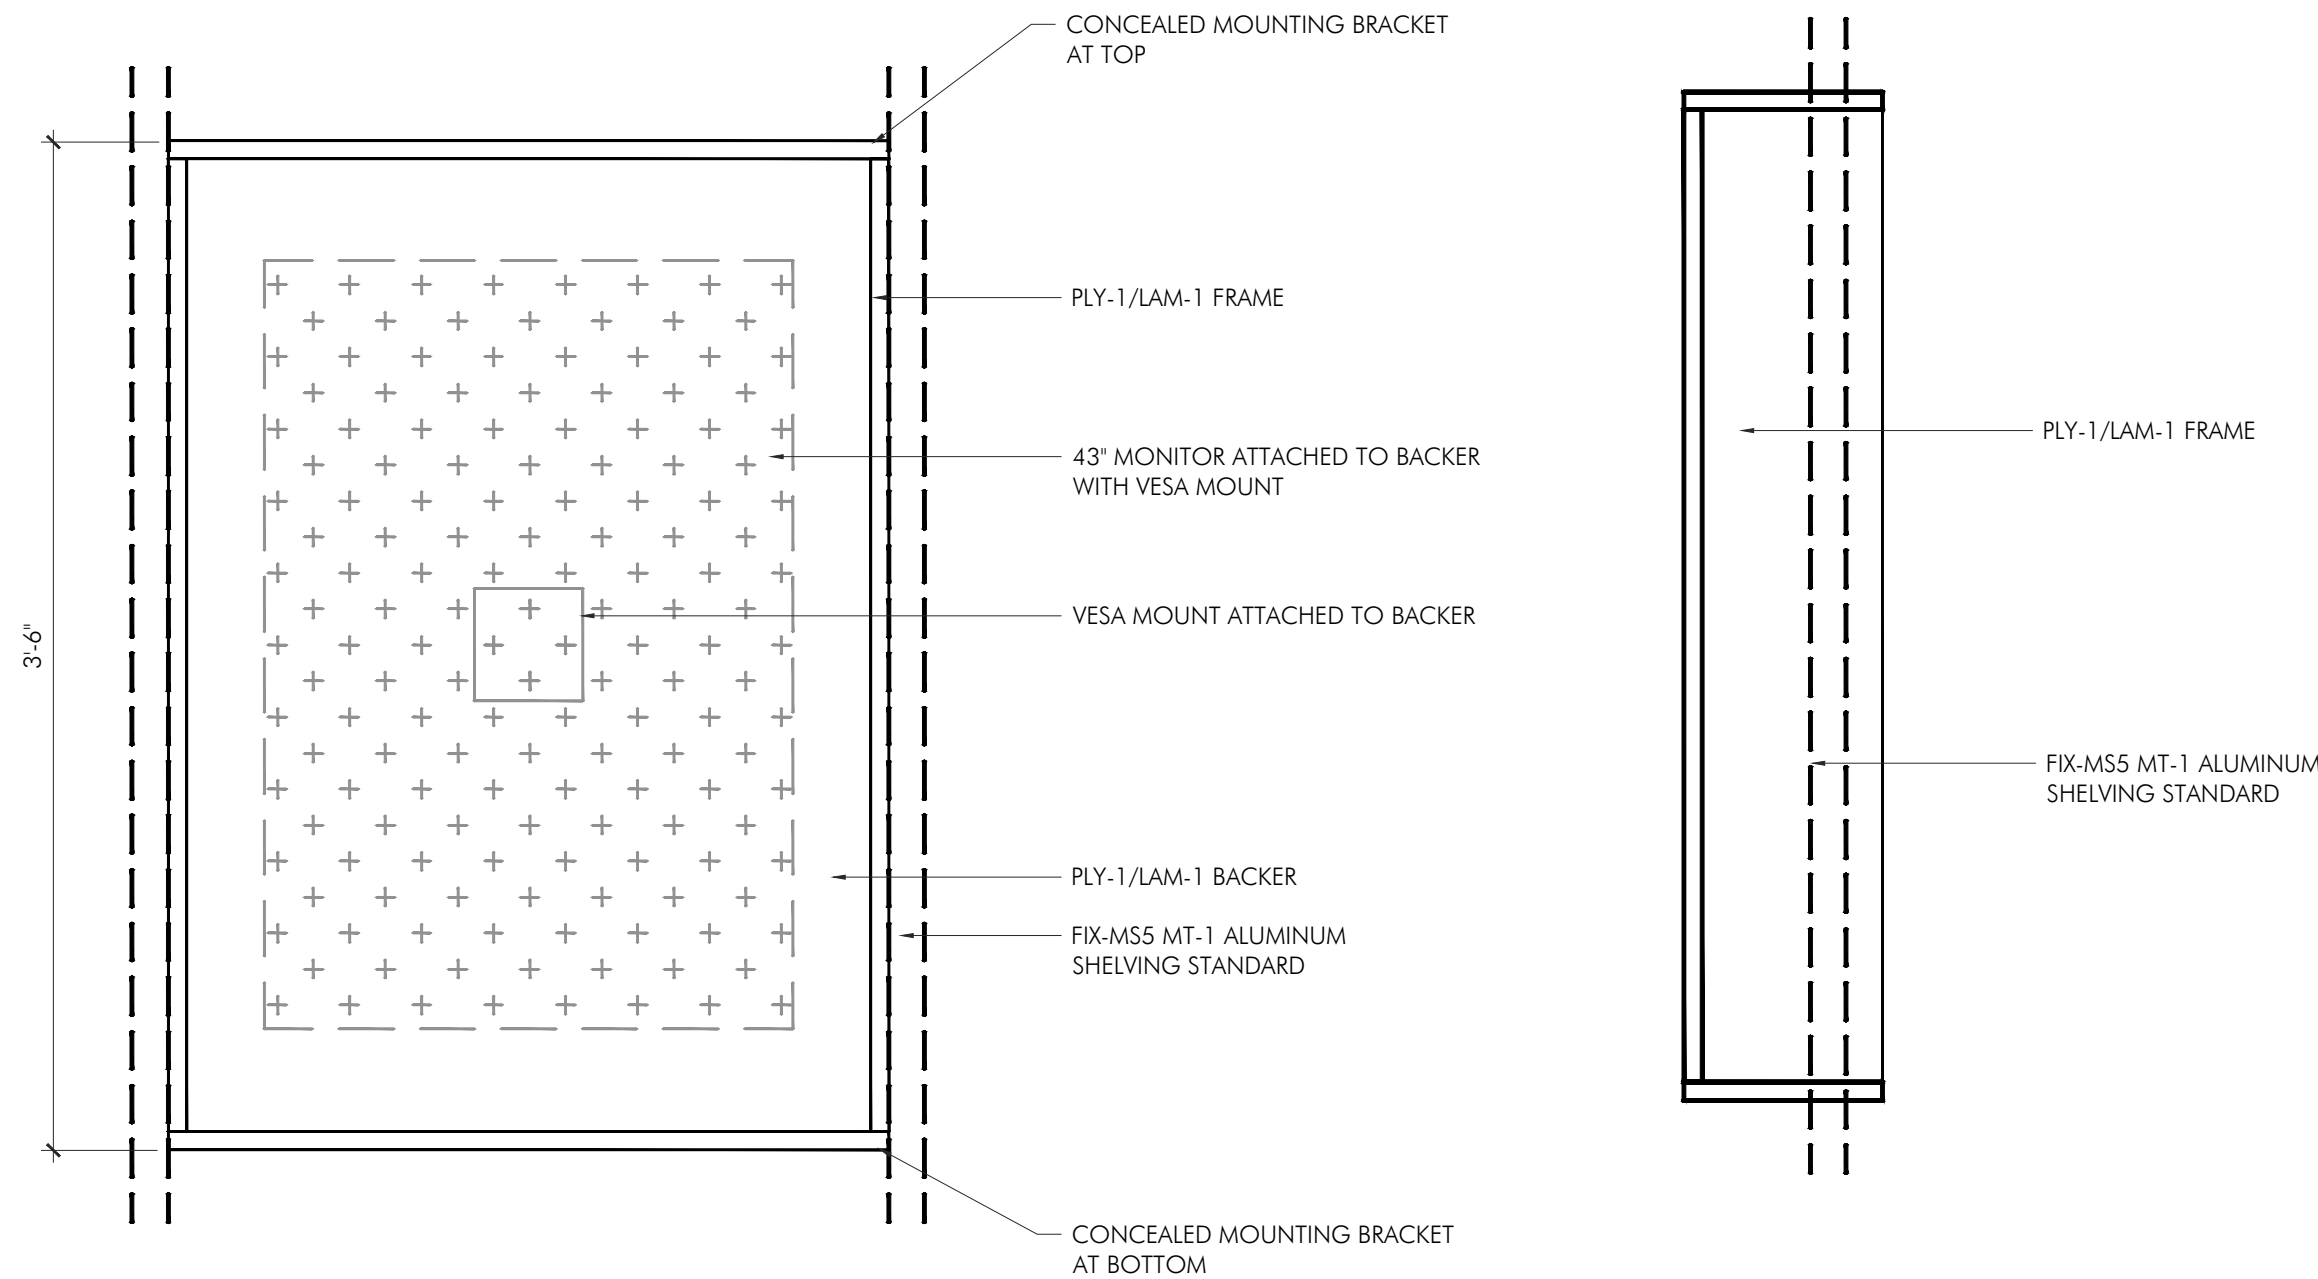 CONCEALED MOUNTING BRACKET
AT TOP
PLY-1/LAM-1 FRAME
43" MONITOR ATTACHED TO BACKER
WITH VESA MOUNT
VESA MOUNT ATTACHED TO BACKER
3'-6"
PLY-1/LAM-1 BACKER
FIX-MS5 MT-1 ALUMINUM
SHELVING STANDARD
CONCEALED MOUNTING BRACKET
AT BOTTOM
PLY-1/LAM-1 FRAME
FIX-MS5 MT-1 ALUMINUM
SHELVING STANDARD